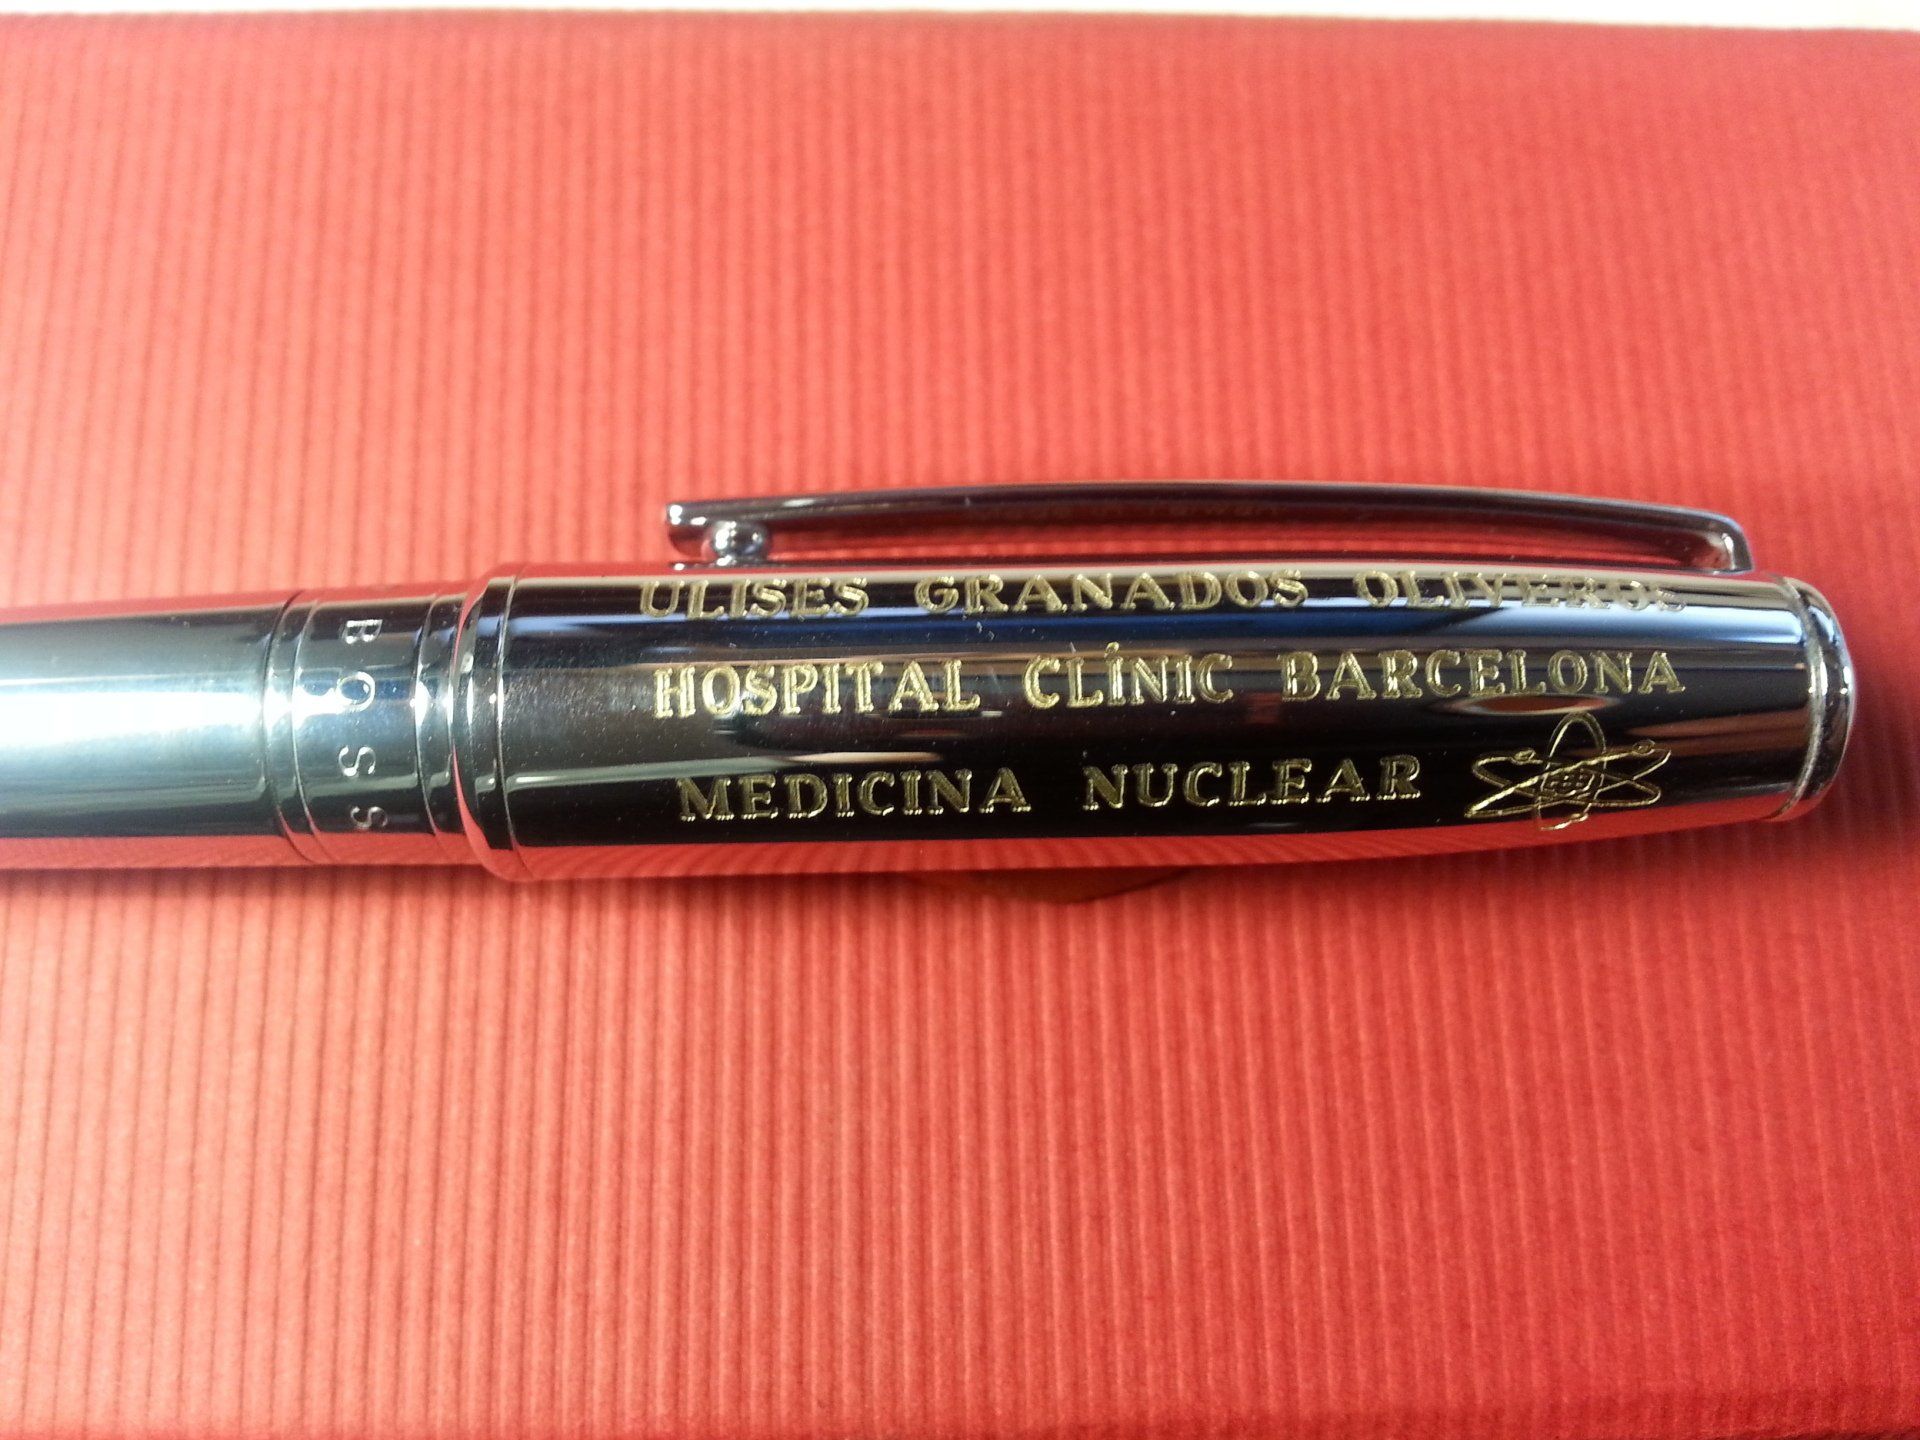 ULISES GRANADOS OLIVEROS
HOSPITAL CLÍNIC BARCELONA
MEDICINA NUCLEAR
BOSS